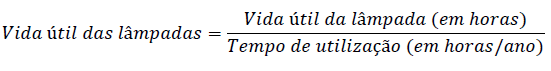 Vida útil das lâmpadas = Vida útil da lâmpada (em horas)
Tempo de utilização (em horas/ano)